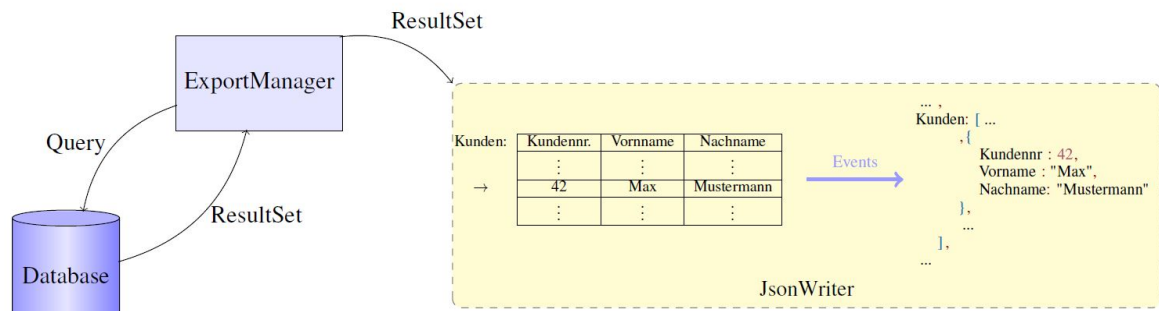 ResultSet
ExportManager
Query
ResultSet
Database
Kunden:
Kundennr. Vornname Nachname
⋮ ⋮ ⋮
→ 42 Max Mustermann
⋮ ⋮ ⋮
Events
... ,
Kunden: [ ...
,{
Kundennr : 42,
Vorname : "Max",
Nachname: "Mustermann"
},
...
],
...
JsonWriter